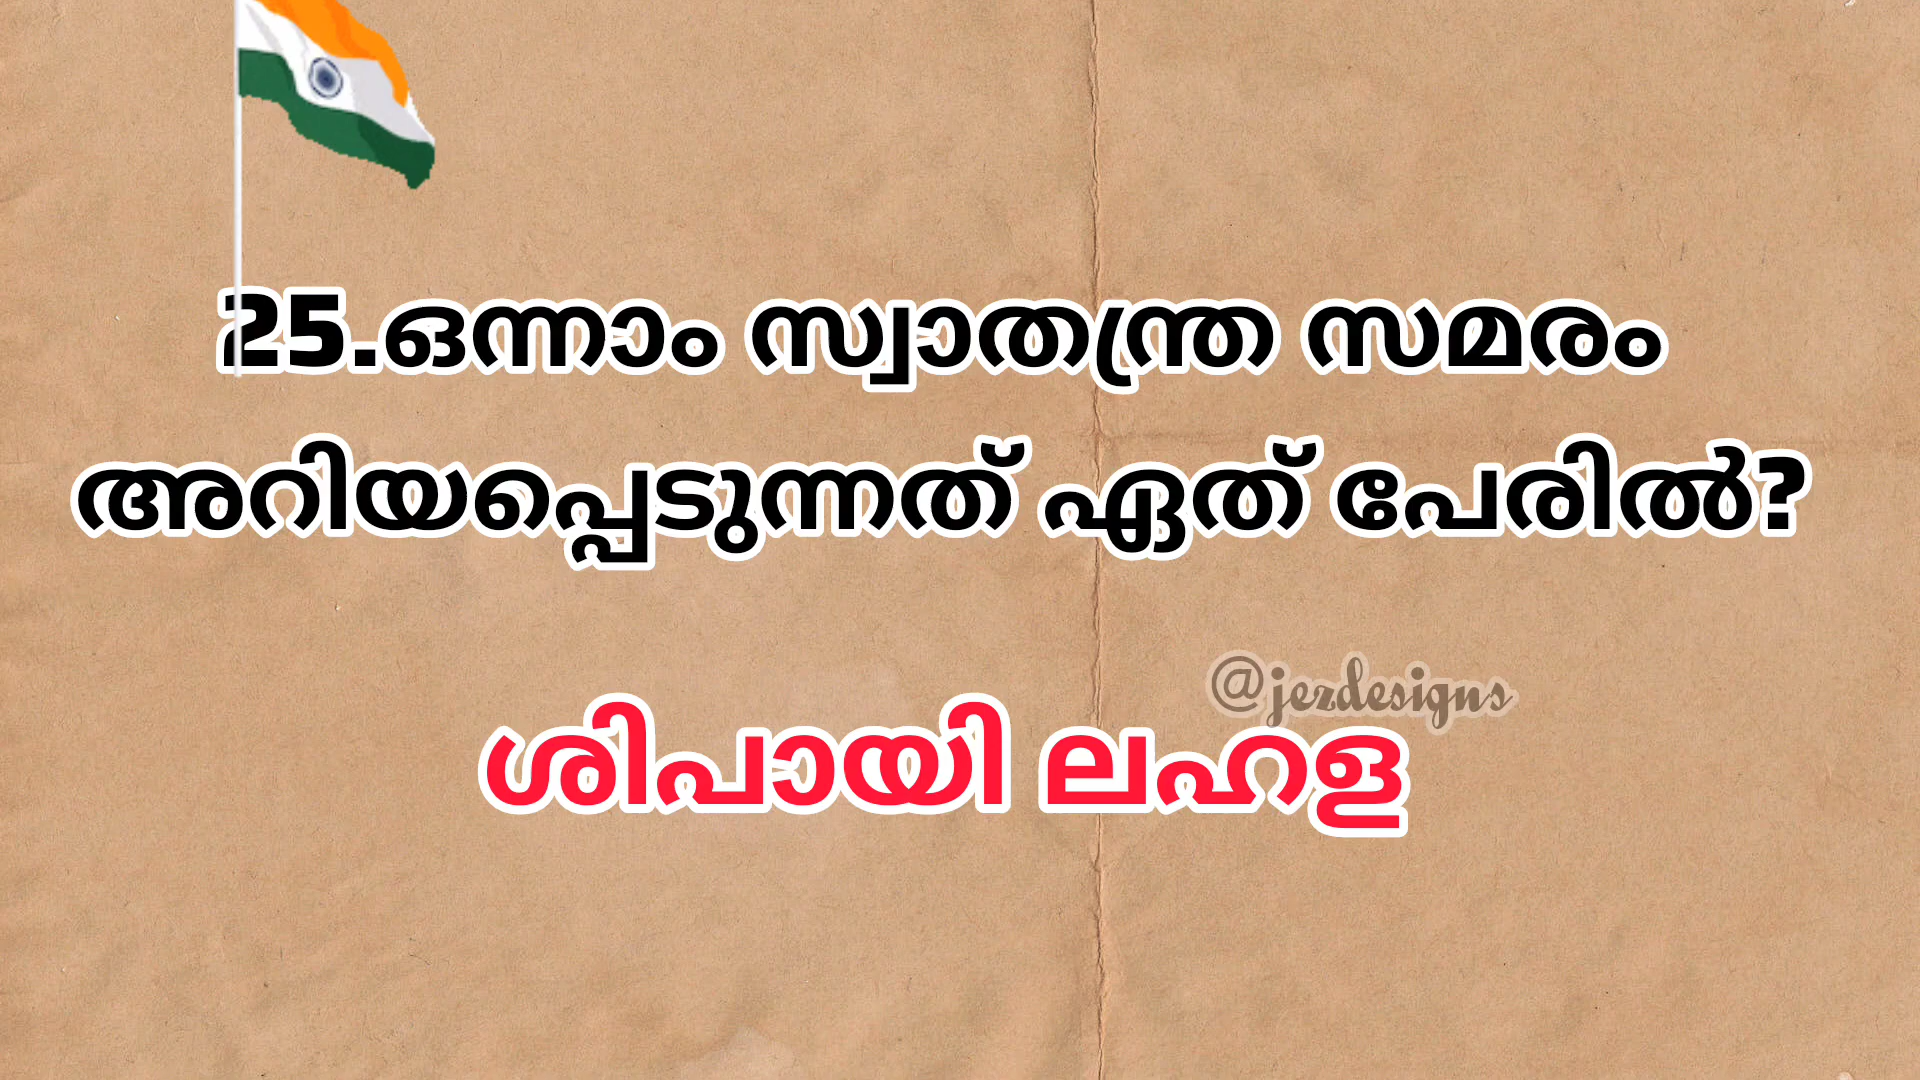 25.ഒന്നാം സ്വാതന്ത്ര സമരം
അറിയപ്പെടുന്നത് ഏത് പേരിൽ?
@jezdesigns
ശിപായി ലഹള